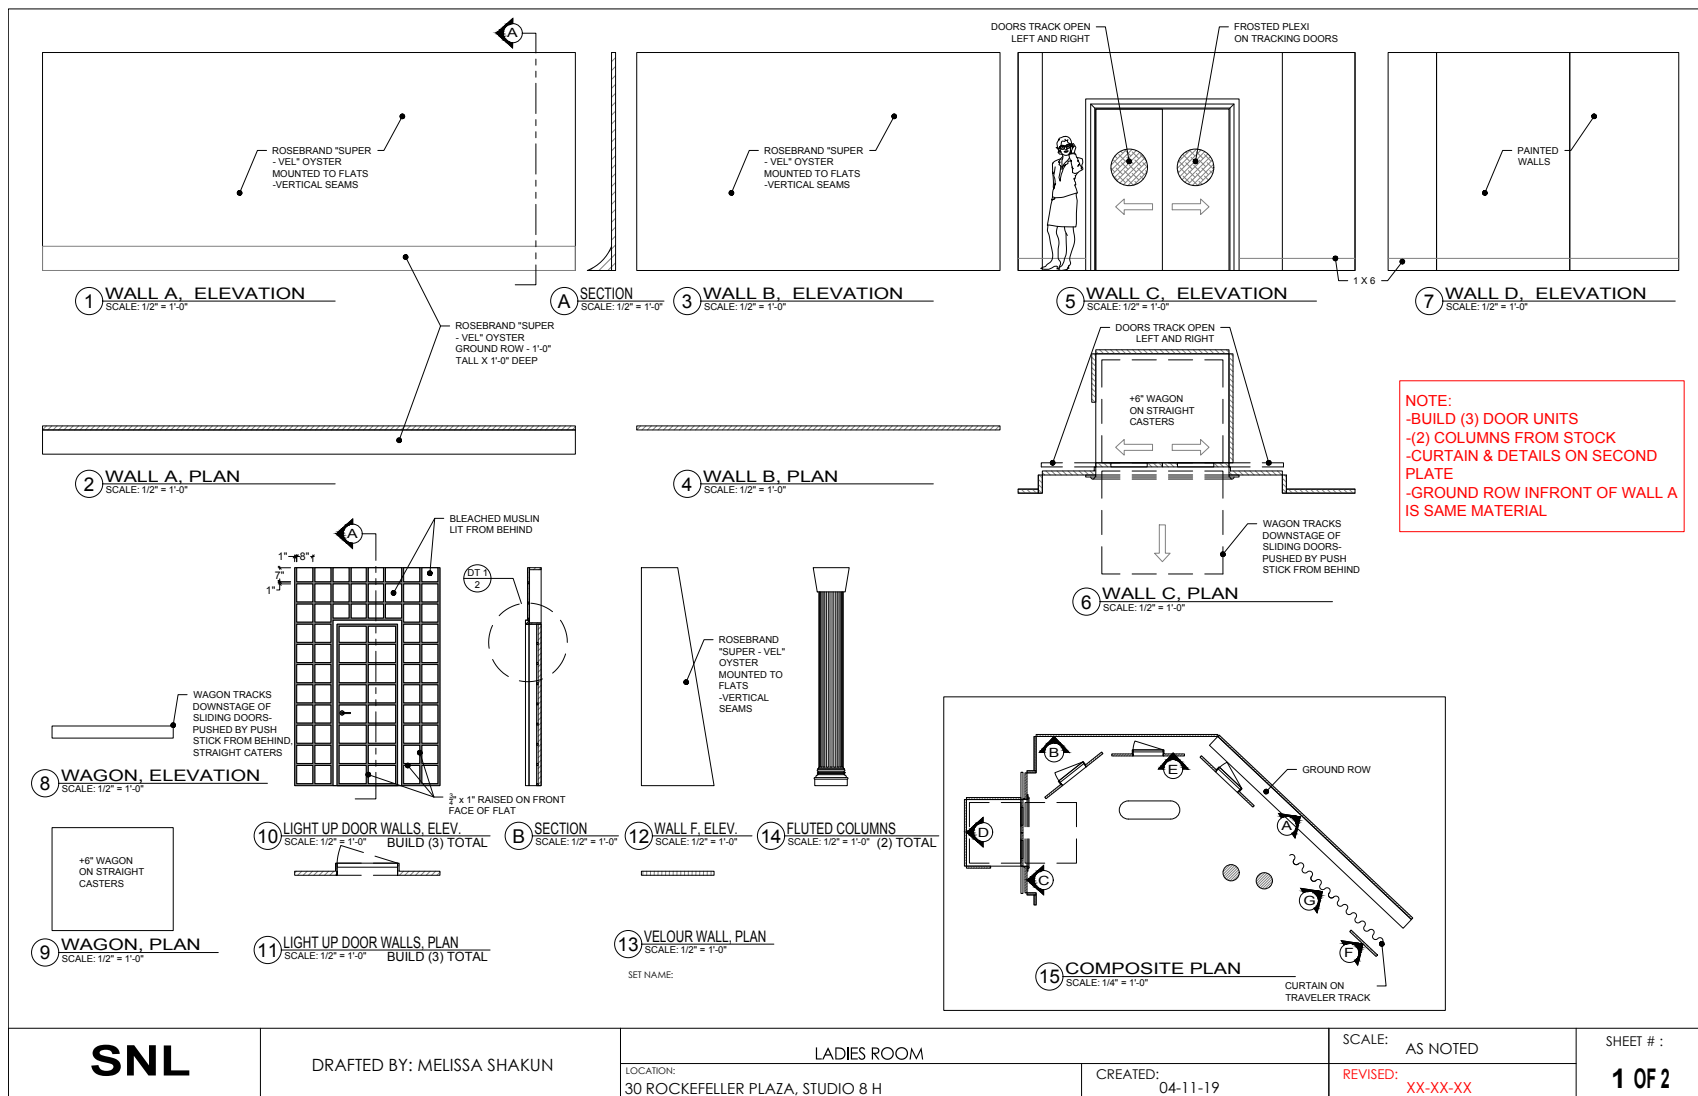 A
DOORS TRACK OPEN
LEFT AND RIGHT
FROSTED PLEXI
ON TRACKING DOORS
ROSEBRAND "SUPER
- VEL" OYSTER
MOUNTED TO FLATS
-VERTICAL SEAMS
ROSEBRAND "SUPER
- VEL" OYSTER
MOUNTED TO FLATS
-VERTICAL SEAMS
PAINTED
WALLS
1 X 6
1 WALL A, ELEVATION
SCALE: 1/2" = 1'-0"
A SECTION
SCALE: 1/2" = 1'-0"
3 WALL B, ELEVATION
SCALE: 1/2" = 1'-0"
5 WALL C, ELEVATION
SCALE: 1/2" = 1'-0"
7 WALL D, ELEVATION
SCALE: 1/2" = 1'-0"
ROSEBRAND "SUPER
- VEL" OYSTER
GROUND ROW - 1'-0"
TALL X 1'-0" DEEP
DOORS TRACK OPEN
LEFT AND RIGHT
+6" WAGON
ON STRAIGHT
CASTERS
NOTE:
-BUILD (3) DOOR UNITS
-(2) COLUMNS FROM STOCK
-CURTAIN & DETAILS ON SECOND
PLATE
-GROUND ROW INFRONT OF WALL A
IS SAME MATERIAL
2 WALL A, PLAN
SCALE: 1/2" = 1'-0"
4 WALL B, PLAN
SCALE: 1/2" = 1'-0"
WAGON TRACKS
DOWNSTAGE OF
SLIDING DOORS-
PUSHED BY PUSH
STICK FROM BEHIND
6 WALL C, PLAN
SCALE: 1/2" = 1'-0"
BLEACHED MUSLIN
LIT FROM BEHIND
A
1" 8"
7"
1"
DT 1
2
ROSEBRAND
"SUPER - VEL"
OYSTER
MOUNTED TO
FLATS
-VERTICAL
SEAMS
WAGON TRACKS
DOWNSTAGE OF
SLIDING DOORS-
PUSHED BY PUSH
STICK FROM BEHIND,
STRAIGHT CATERS
8 WAGON, ELEVATION
SCALE: 1/2" = 1'-0"
¾" x 1" RAISED ON FRONT
FACE OF FLAT
10 LIGHT UP DOOR WALLS, ELEV.
SCALE: 1/2" = 1'-0" BUILD (3) TOTAL
B SECTION
SCALE: 1/2" = 1'-0"
12 WALL F, ELEV.
SCALE: 1/2" = 1'-0"
14 FLUTED COLUMNS
SCALE: 1/2" = 1'-0" (2) TOTAL
+6" WAGON
ON STRAIGHT
CASTERS
9 WAGON, PLAN
SCALE: 1/2" = 1'-0"
11 LIGHT UP DOOR WALLS, PLAN
SCALE: 1/2" = 1'-0" BUILD (3) TOTAL
13 VELOUR WALL, PLAN
SCALE: 1/2" = 1'-0"
SET NAME:
B
E
GROUND ROW
A
D
C
G
F
15 COMPOSITE PLAN
SCALE: 1/4" = 1'-0"
CURTAIN ON
TRAVELER TRACK
SNL
DRAFTED BY: MELISSA SHAKUN
LADIES ROOM
LOCATION:
30 ROCKEFELLER PLAZA, STUDIO 8 H
CREATED:
04-11-19
SCALE:
AS NOTED
REVISED:
XX-XX-XX
SHEET # :
1 OF 2